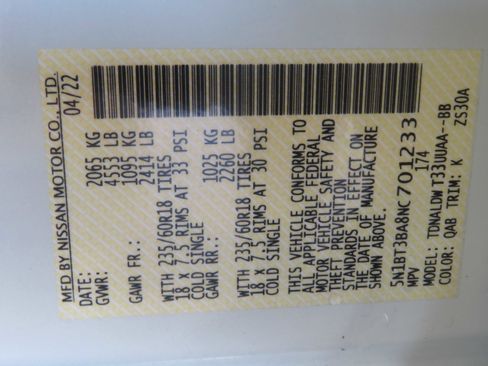 MFD BY NISSAN MOTOR CO., LTD.
DATE: 04/22
GVWR: 2065 KG
4553 LB
GAWR FR.: 1095 KG
2414 LB
WITH 235/60R18 TIRES
18 x 7.5 RIMS AT 33 PSI
COLD SINGLE
GAWR RR.: 1025 KG
2260 LB
WITH 235/60R18 TIRES
18 x 7.5 RIMS AT 30 PSI
COLD SINGLE
THIS VEHICLE CONFORMS TO
ALL APPLICABLE FEDERAL
MOTOR VEHICLE SAFETY AND
THEFT PREVENTION
STANDARDS IN EFFECT ON
THE DATE OF MANUFACTURE
SHOWN ABOVE.
5N1BT3BA8NC701233
MPV 174
MODEL: TDNALDW T33UUAA--BB
COLOR: QAB TRIM: K ZS30A